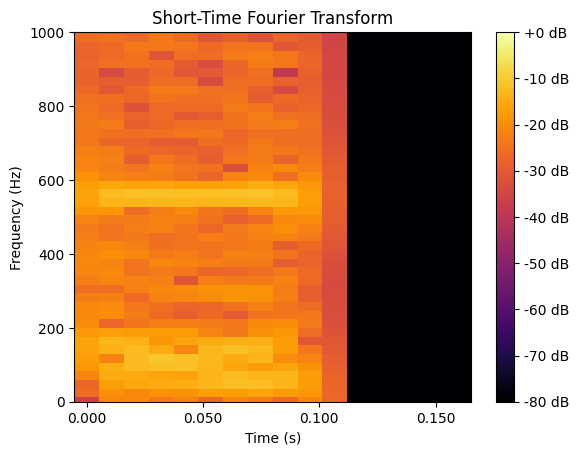 Short-Time Fourier Transform
Frequency (Hz)
1000
800
600
400
200
0
0.000
0.050
0.100
0.150
Time (s)
+0 dB
-10 dB
-20 dB
-30 dB
-40 dB
-50 dB
-60 dB
-70 dB
-80 dB